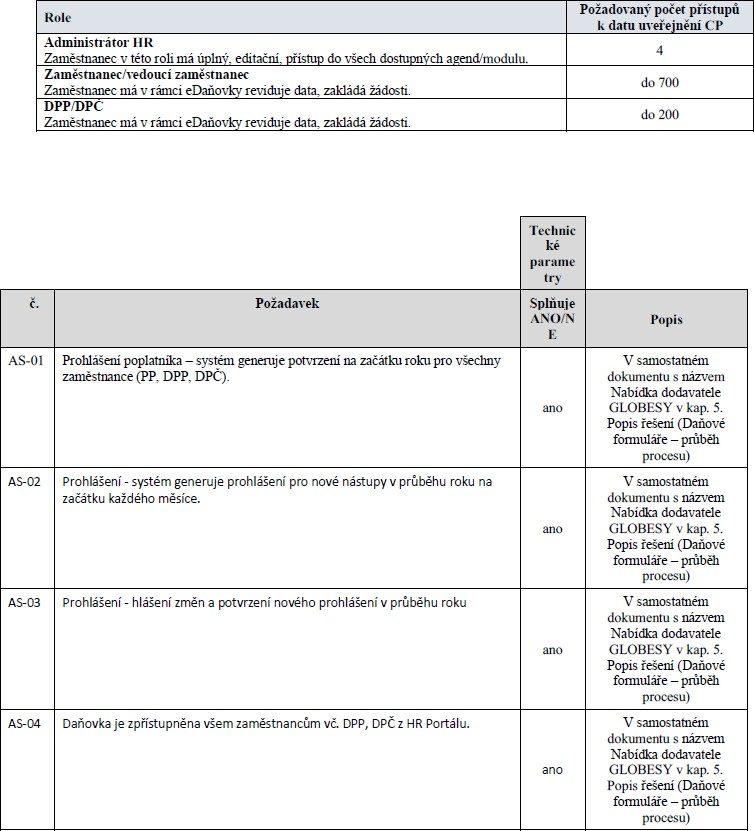 Role
Požadovaný počet přístupů
k datu uveřejnění CP
Administrátor HR
Zaměstnanec v této roli má úplný, editační, přístup do všech dostupných agend/modulu.
4
Zaměstnanec/vedoucí zaměstnanec
Zaměstnanec má v rámci eDaňovky reviduje data, zakládá žádosti.
do 700
DPP/DPČ
Zaměstnanec má v rámci eDaňovky reviduje data, zakládá žádosti.
do 200
Technic
ké
parame
try
č.
Požadavek
Splňuje
ANO/N
E
Popis
AS-01
Prohlášení poplatníka – systém generuje potvrzení na začátku roku pro všechny
zaměstnance (PP, DPP, DPČ).
ano
V samostatném
dokumentu s názvem
Nabídka dodavatele
GLOBESY v kap. 5.
Popis řešení (Daňové
formuláře – průběh
procesu)
AS-02
Prohlášení - systém generuje prohlášení pro nové nástupy v průběhu roku na
začátku každého měsíce.
ano
V samostatném
dokumentu s názvem
Nabídka dodavatele
GLOBESY v kap. 5.
Popis řešení (Daňové
formuláře – průběh
procesu)
AS-03
Prohlášení - hlášení změn a potvrzení nového prohlášení v průběhu roku
ano
V samostatném
dokumentu s názvem
Nabídka dodavatele
GLOBESY v kap. 5.
Popis řešení (Daňové
formuláře – průběh
procesu)
AS-04
Daňovka je zpřístupněna všem zaměstnancům vč. DPP, DPČ z HR Portálu.
ano
V samostatném
dokumentu s názvem
Nabídka dodavatele
GLOBESY v kap. 5.
Popis řešení (Daňové
formuláře – průběh
procesu)